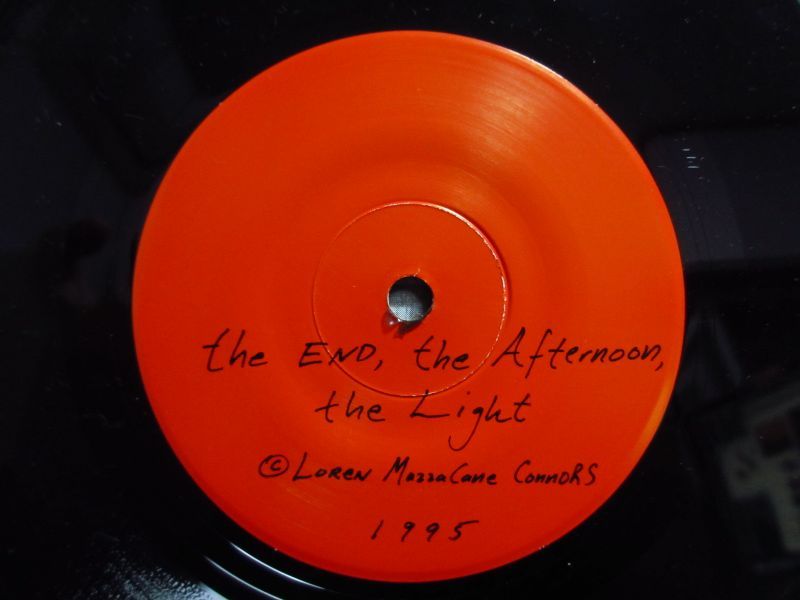 the END, the Afternoon,
the Light
© LOREN MazzaCane ConnoRS
1995